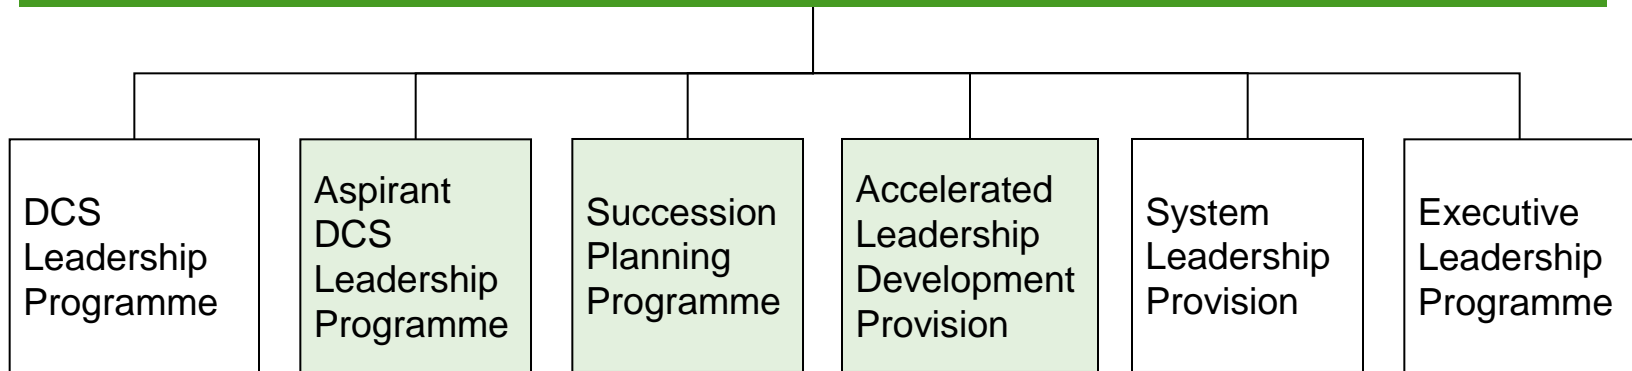 DCS
Leadership
Programme
Aspirant
DCS
Leadership
Programme
Succession
Planning
Programme
Accelerated
Leadership
Development
Provision
System
Leadership
Provision
Executive
Leadership
Programme